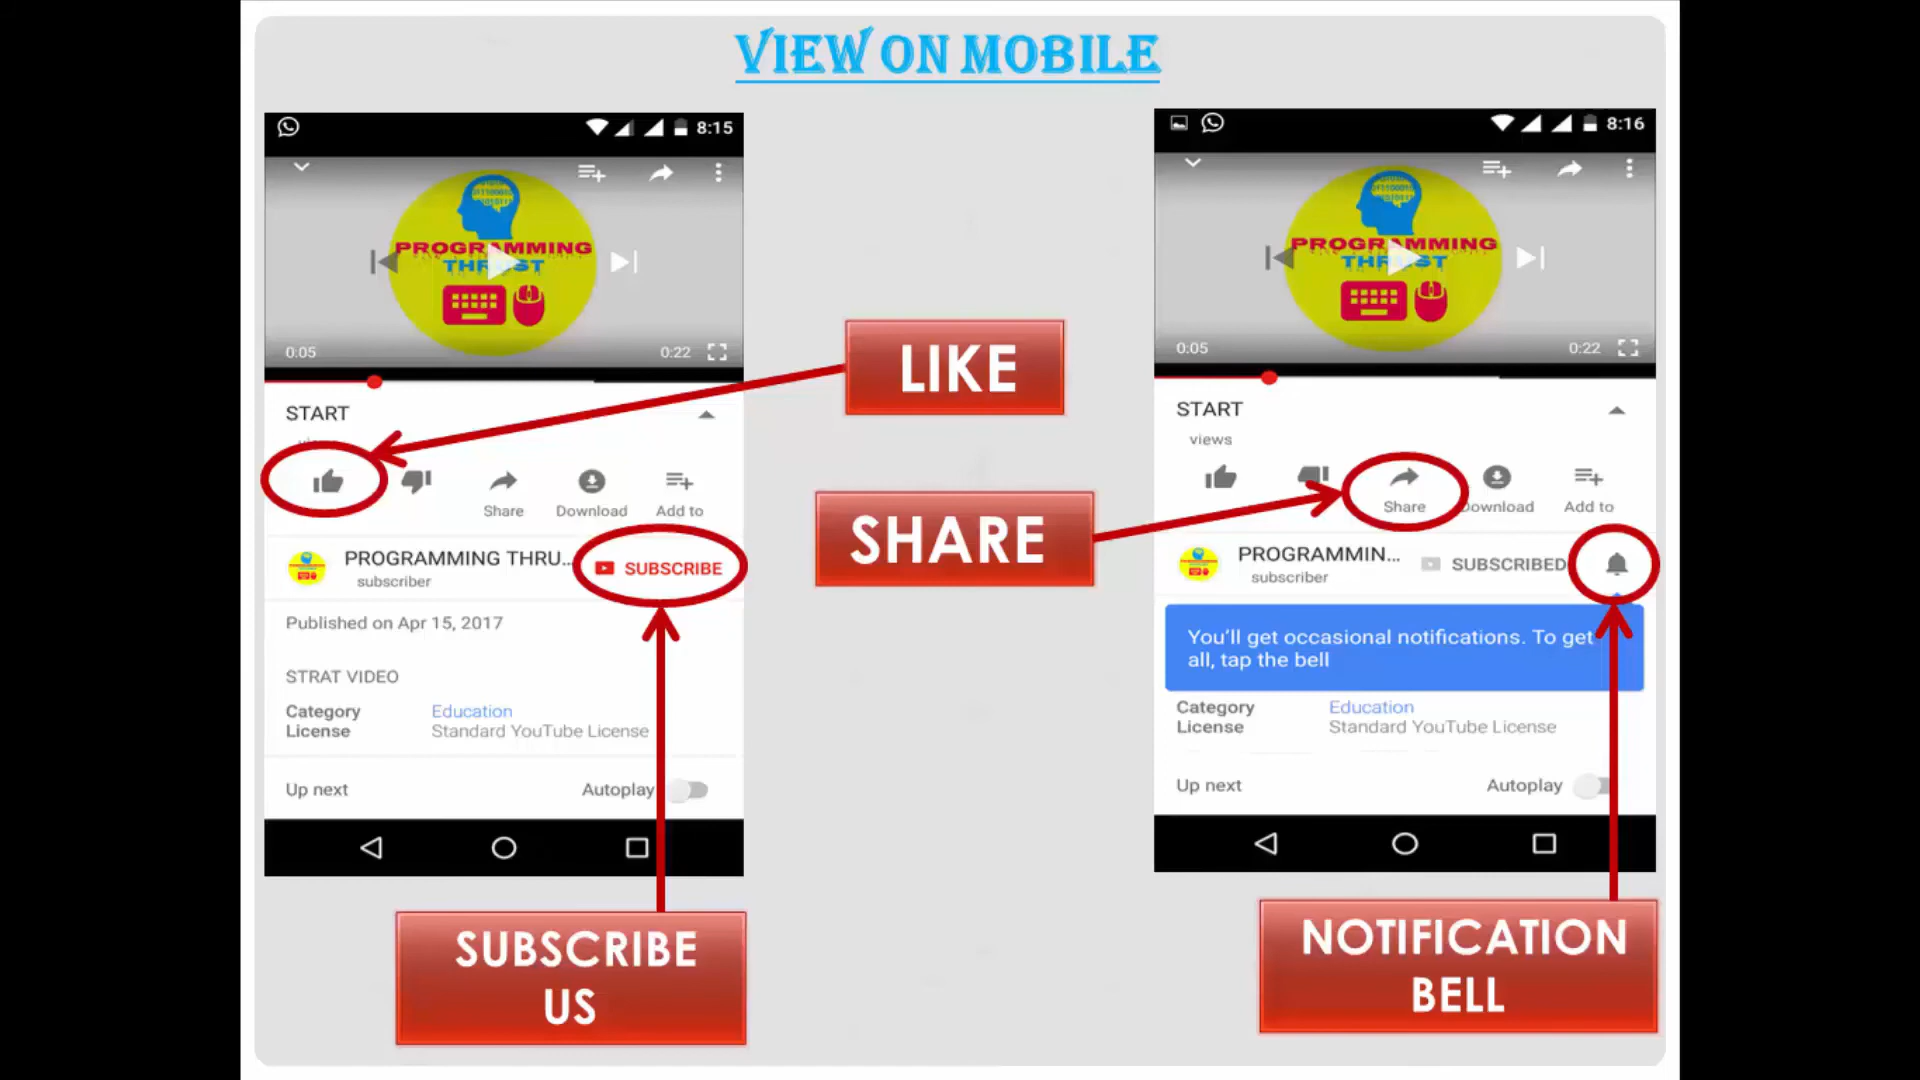 VIEW ON MOBILE
8:15
PROGRAMMING
THRUST
0:05
0:22
START
Share
Download
Add to
PROGRAMMING THRU...
SUBSCRIBE
subscriber
Published on Apr 15, 2017
STRAT VIDEO
Category
Education
License
Standard YouTube License
Up next
Autoplay
SUBSCRIBE
US
LIKE
SHARE
8:16
PROGRAMMING
THRUST
0:05
0:22
START
views
Share
Download
Add to
PROGRAMMIN...
SUBSCRIBED
subscriber
You'll get occasional notifications. To get
all, tap the bell
Category
Education
License
Standard YouTube License
Up next
Autoplay
NOTIFICATION
BELL